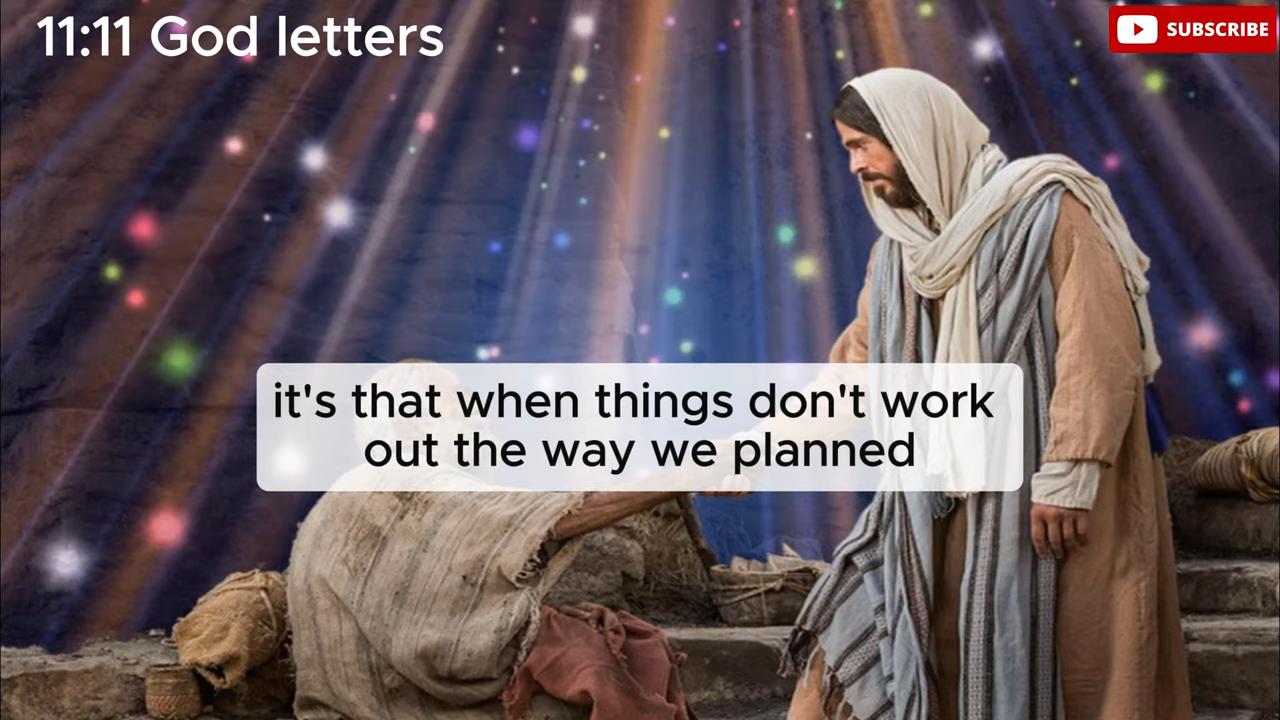 11:11 God letters
SUBSCRIBE
it's that when things don't work
out the way we planned